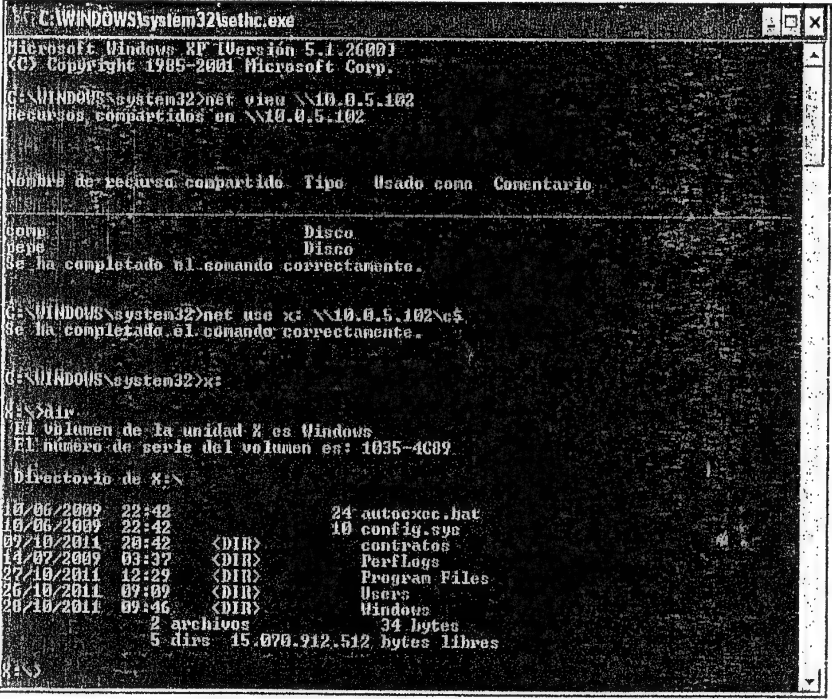 C:\WINDOWS\system32\sethc.exe
Microsoft Windows XP [Versión 5.1.2600]
(C) Copyright 1985-2001 Microsoft Corp.
C:\WINDOWS\system32>net view \\10.0.5.102
Recursos compartidos en \\10.0.5.102
Nombre de recurso compartido Tipo Usado como Comentario
comp Disco
pepe Disco
Se ha completado el comando correctamente.
C:\WINDOWS\system32>net use x: \\10.0.5.102\c$
Se ha completado el comando correctamente.
C:\WINDOWS\system32>x:
X:\>dir
El volumen de la unidad X es Windows
El número de serie del volumen es: 1035-4C89
Directorio de X:\
10/06/2009 22:42 24 autoexec.bat
10/06/2009 22:42 10 config.sys
09/10/2011 20:42 <DIR> contratos
14/07/2009 03:37 <DIR> PerfLogs
27/10/2011 12:29 <DIR> Program Files
26/10/2011 09:09 <DIR> Users
28/10/2011 09:46 <DIR> Windows
2 archivos 34 bytes
5 dirs 15.070.912.512 bytes libres
X:\>